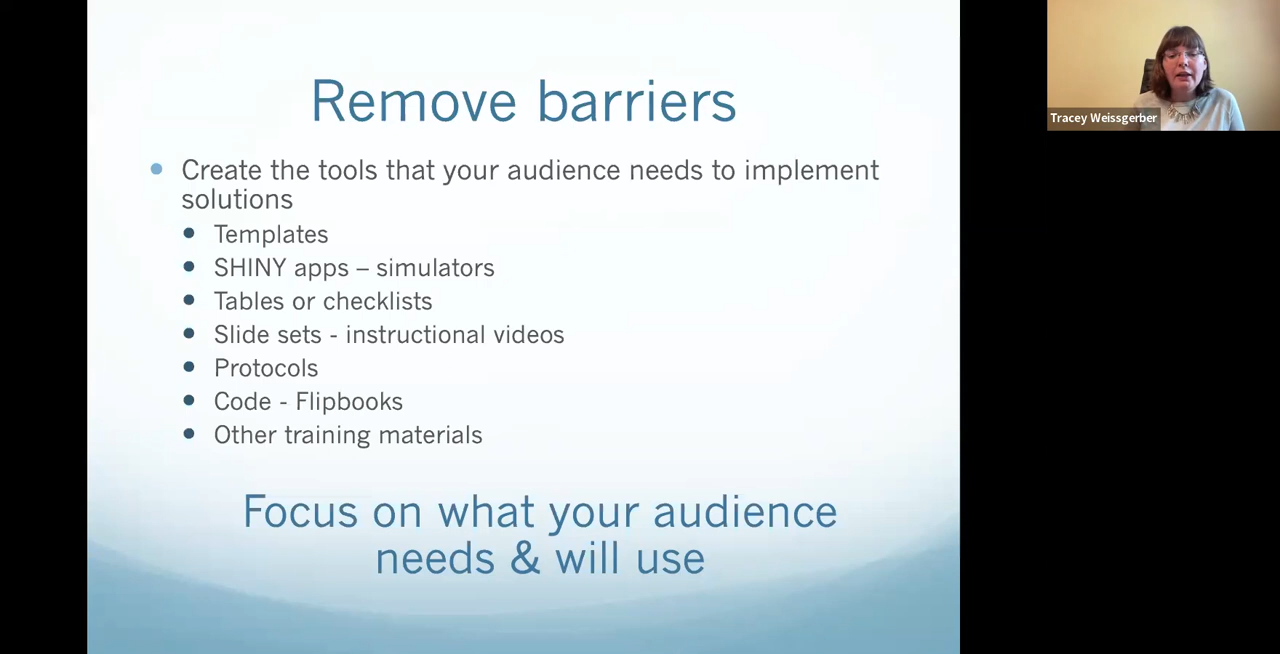 Remove barriers
Create the tools that your audience needs to implement
solutions
Templates
SHINY apps – simulators
Tables or checklists
Slide sets - instructional videos
Protocols
Code - Flipbooks
Other training materials
Focus on what your audience
needs & will use
Tracey Weissgerber